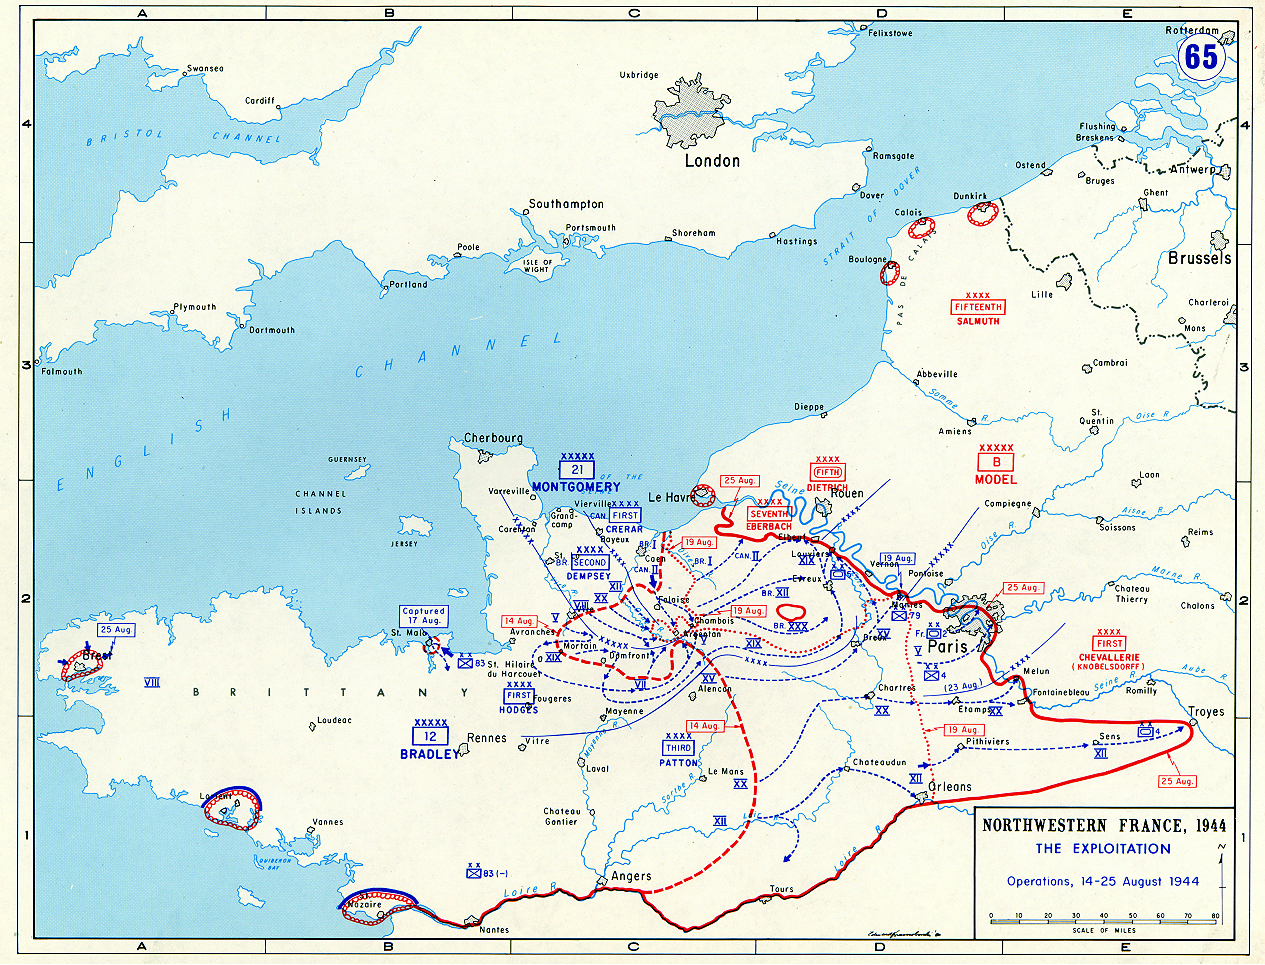 A
B
C
D
E
65
Felixstowe
Rotterdam
Swansea
Uxbridge
Cardiff
BRISTOL CHANNEL
4
4
London
Flushing
Breskens
Ramsgate
Ostend
Antwerp
Bruges
Dover
Ghent
Dunkirk
STRAIT OF DOVER
Southampton
Calais
Portsmouth
Shoreham
Hastings
Poole
ISLE OF
WIGHT
Boulogne
Brussels
Portland
PAS DE CALAIS
Lille
XXXX
FIFTEENTH
SALMUTH
Charleroi
Plymouth
Dartmouth
Mons
3
3
Falmouth
ENGLISH CHANNEL
Cambrai
Abbeville
Somme R.
Dieppe
St.
Quentin
Oise R.
Amiens
Cherbourg
GUERNSEY
CHANNEL
ISLANDS
JERSEY
XXXXX
21
MONTGOMERY
OF THE
XXXX
FIFTH
DIETRICH
XXXXX
B
MODEL
Laon
Varreville
Le Havre
25 Aug.
Seine
Rouen
Vierville
Grand-
camp
CAN.
XXXX
FIRST
CRERAR
XXXX
SEVENTH
EBERBACH
Compiegne
Soissons
Aisne R.
Reims
Carentan
Bayeux
Caen
BR. I
19 Aug.
Elbeuf
Oise R.
St.
BR.
XXXX
SECOND
DEMPSEY
CAN. II
BR. I
CAN. II
Louviers
XIX
Vernon
19 Aug.
Pontoise
Marne R.
Chateau
Thierry
Chalons
2
2
XII
XX
VIII
Falaise
Evreux
BR. XII
Mantes
79
25 Aug.
14 Aug.
V
Avranches
Chambois
19 Aug.
Argentan
BR. XXX
Dreux
XV
Fr.
2
V
Paris
XXXX
FIRST
CHEVALLERIE
(KNOBELSDORFF)
25 Aug.
Brest
Captured
17 Aug.
St. Malo
83
Mortain
XIX
Domfront
XXXX
XIX
XXXX
4
Melun
Aube R.
St. Hilaire
du Harcouet
VII
XV
Alencon
Chartres
(23 Aug.)
Fontainebleau
Seine R.
Romilly
VIII
BRITTANY
XXXX
FIRST
HODGES
Fougeres
Mayenne
XX
Etampes
XX
Troyes
Loudeac
XXXXX
12
BRADLEY
Rennes
Vitre
Mayenne R.
14 Aug.
XXXX
THIRD
PATTON
19 Aug.
Pithiviers
Sens
XII
4
Laval
Le Mans
XX
Chateaudun
XII
25 Aug.
Sarthe R.
Orleans
Lorient
Vannes
Chateau
Gontier
XII
Loir R.
1
1
QUIBERON
BAY
83 (-)
Loire R.
Angers
Tours
Loire R.
Nazaire
Nantes
NORTHWESTERN FRANCE, 1944
THE EXPLOITATION
Operations, 14-25 August 1944
N
0 10 20 30 40 50 60 70 80
SCALE OF MILES
A
B
C
D
E